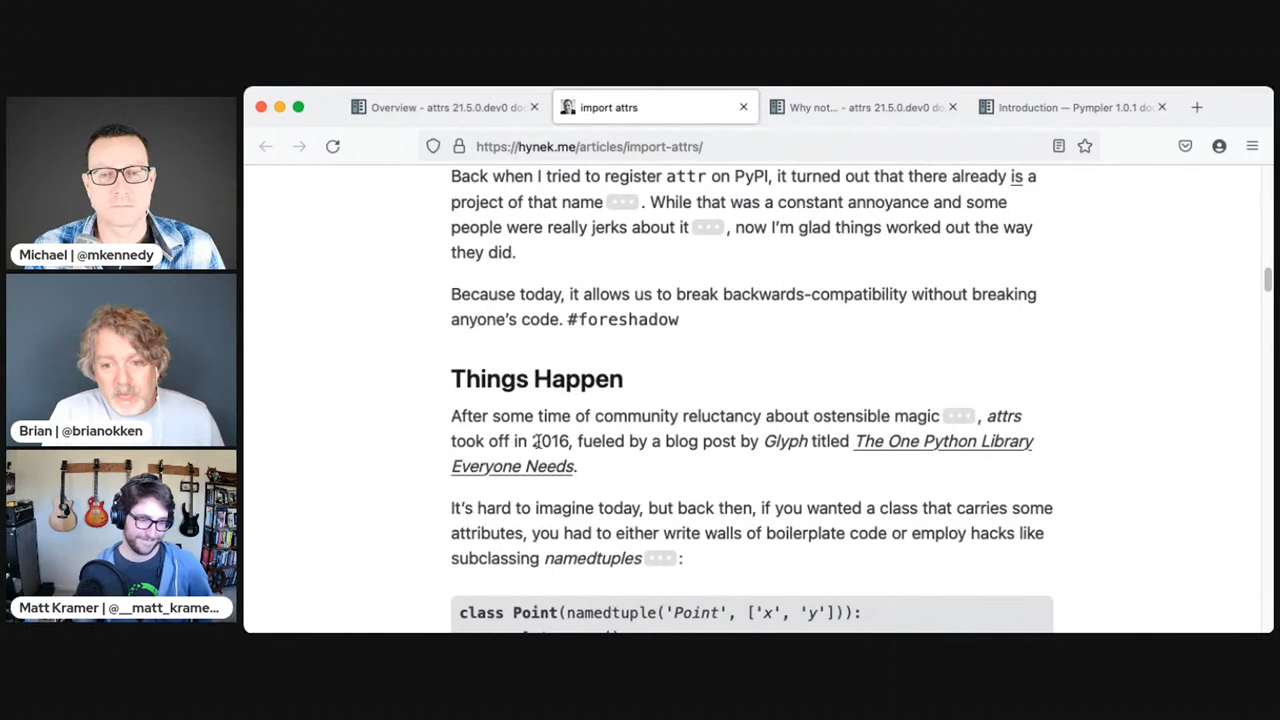 Overview - attrs 21.5.0.dev0 doc
import attrs
Why not… - attrs 21.5.0.dev0 do
Introduction — Pympler 1.0.1 do
https://hynek.me/articles/import-attrs/
Back when I tried to register attr on PyPI, it turned out that there already is a
project of that name ••• . While that was a constant annoyance and some
people were really jerks about it ••• , now I’m glad things worked out the way
they did.
Because today, it allows us to break backwards-compatibility without breaking
anyone’s code. #foreshadow
Things Happen
After some time of community reluctancy about ostensible magic ••• , attrs
took off in 2016, fueled by a blog post by Glyph titled The One Python Library
Everyone Needs.
It’s hard to imagine today, but back then, if you wanted a class that carries some
attributes, you had to either write walls of boilerplate code or employ hacks like
subclassing namedtuples ••• :
class Point(namedtuple('Point', ['x', 'y'])):
Michael | @mkennedy
Brian | @brianokken
Matt Kramer | @__matt_krame...